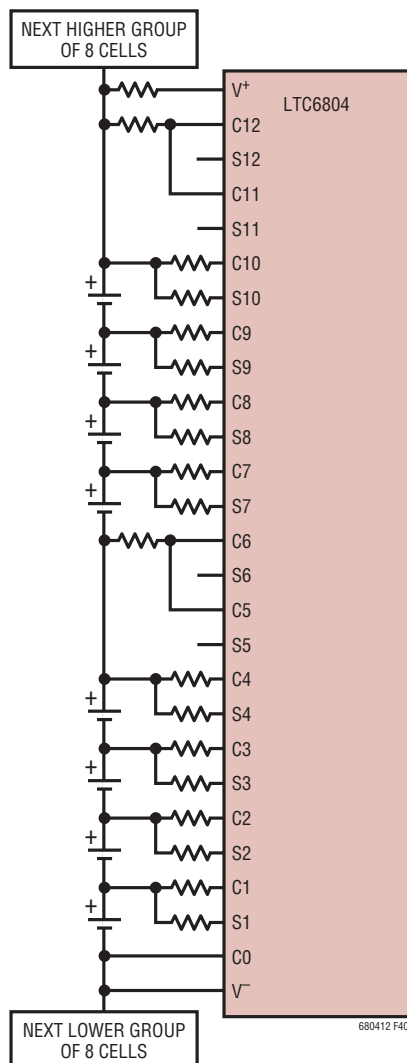 NEXT HIGHER GROUP
OF 8 CELLS
LTC6804
V+
C12
S12
C11
S11
C10
+
S10
C9
+
S9
C8
+
S8
C7
+
S7
C6
S6
C5
S5
C4
+
S4
C3
+
S3
C2
+
S2
C1
+
S1
C0
V−
NEXT LOWER GROUP
OF 8 CELLS
680412 F40